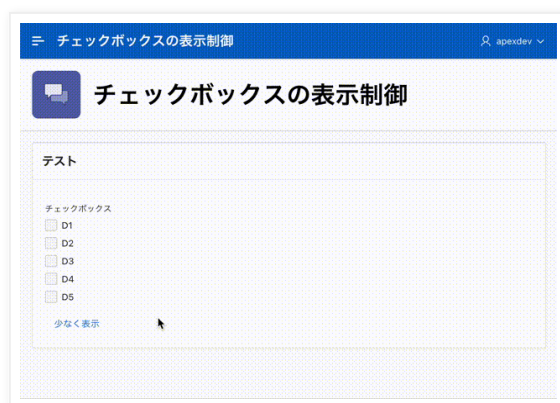 チェックボックスの表示制御
apexdev
チェックボックスの表示制御
テスト
チェックボックス
D1
D2
D3
D4
D5
少なく表示